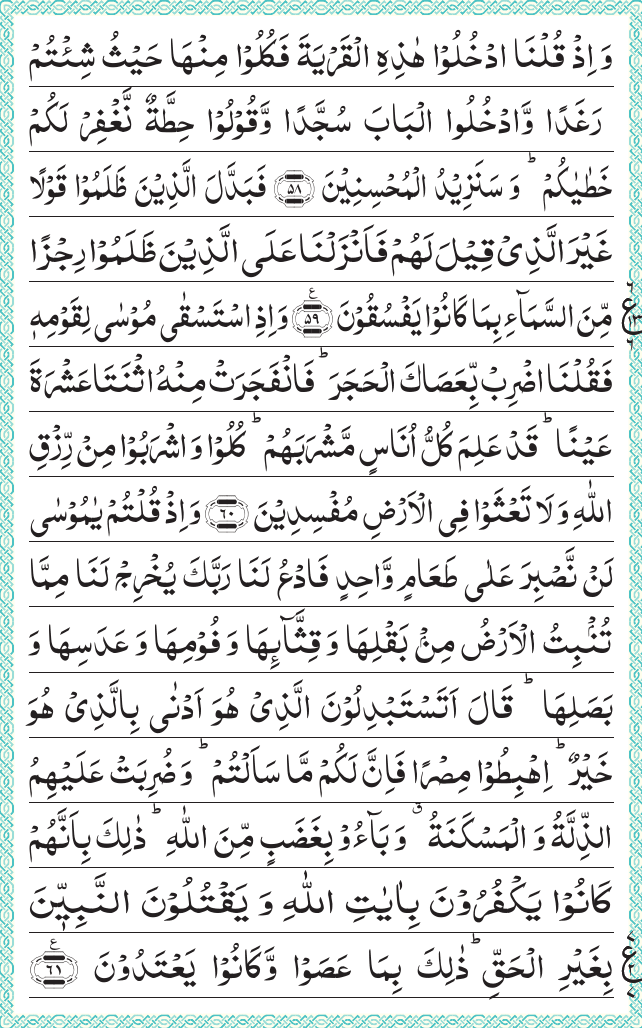 وَ اِذْ قُلْنَا ادْخُلُوْا هٰذِهِ الْقَرْیَةَ فَكُلُوْا مِنْهَا حَیْثُ شِئْتُمْ
رَغَدًا وَّ ادْخُلُوا الْبَابَ سُجَّدًا وَّ قُوْلُوْا حِطَّةٌ نَّغْفِرْ لَكُمْ
خَطٰیٰكُمْ ؕ وَ سَنَزِیْدُ الْمُحْسِنِیْنَ ۝۵۸ فَبَدَّلَ الَّذِیْنَ ظَلَمُوْا قَوْلًا
غَیْرَ الَّذِیْ قِیْلَ لَهُمْ فَاَنْزَلْنَا عَلَی الَّذِیْنَ ظَلَمُوْا رِجْزًا
مِّنَ السَّمَآءِ بِمَا كَانُوْا یَفْسُقُوْنَ ۝۵۹ ع وَ اِذِ اسْتَسْقٰی مُوْسٰی لِقَوْمِهٖ
فَقُلْنَا اضْرِبْ بِّعَصَاكَ الْحَجَرَ ؕ فَانْفَجَرَتْ مِنْهُ اثْنَتَا عَشْرَةَ
عَیْنًا ؕ قَدْ عَلِمَ كُلُّ اُنَاسٍ مَّشْرَبَهُمْ ؕ كُلُوْا وَ اشْرَبُوْا مِنْ رِّزْقِ
اللّٰهِ وَ لَا تَعْثَوْا فِی الْاَرْضِ مُفْسِدِیْنَ ۝۶۰ وَ اِذْ قُلْتُمْ یٰمُوْسٰی
لَنْ نَّصْبِرَ عَلٰی طَعَامٍ وَّاحِدٍ فَادْعُ لَنَا رَبَّكَ یُخْرِجْ لَنَا مِمَّا
تُنْۢبِتُ الْاَرْضُ مِنْۢ بَقْلِهَا وَ قِثَّآىِٕهَا وَ فُوْمِهَا وَ عَدَسِهَا وَ
بَصَلِهَا ؕ قَالَ اَتَسْتَبْدِلُوْنَ الَّذِیْ هُوَ اَدْنٰی بِالَّذِیْ هُوَ
خَیْرٌ ؕ اِهْبِطُوْا مِصْرًا فَاِنَّ لَكُمْ مَّا سَاَلْتُمْ ؕ وَ ضُرِبَتْ عَلَیْهِمُ
الذِّلَّةُ وَ الْمَسْكَنَةُ ۗ وَ بَآءُوْ بِغَضَبٍ مِّنَ اللّٰهِ ؕ ذٰلِكَ بِاَنَّهُمْ
كَانُوْا یَكْفُرُوْنَ بِاٰیٰتِ اللّٰهِ وَ یَقْتُلُوْنَ النَّبِیّٖنَ
بِغَیْرِ الْحَقِّ ؕ ذٰلِكَ بِمَا عَصَوْا وَّ كَانُوْا یَعْتَدُوْنَ ۝۶۱ ع